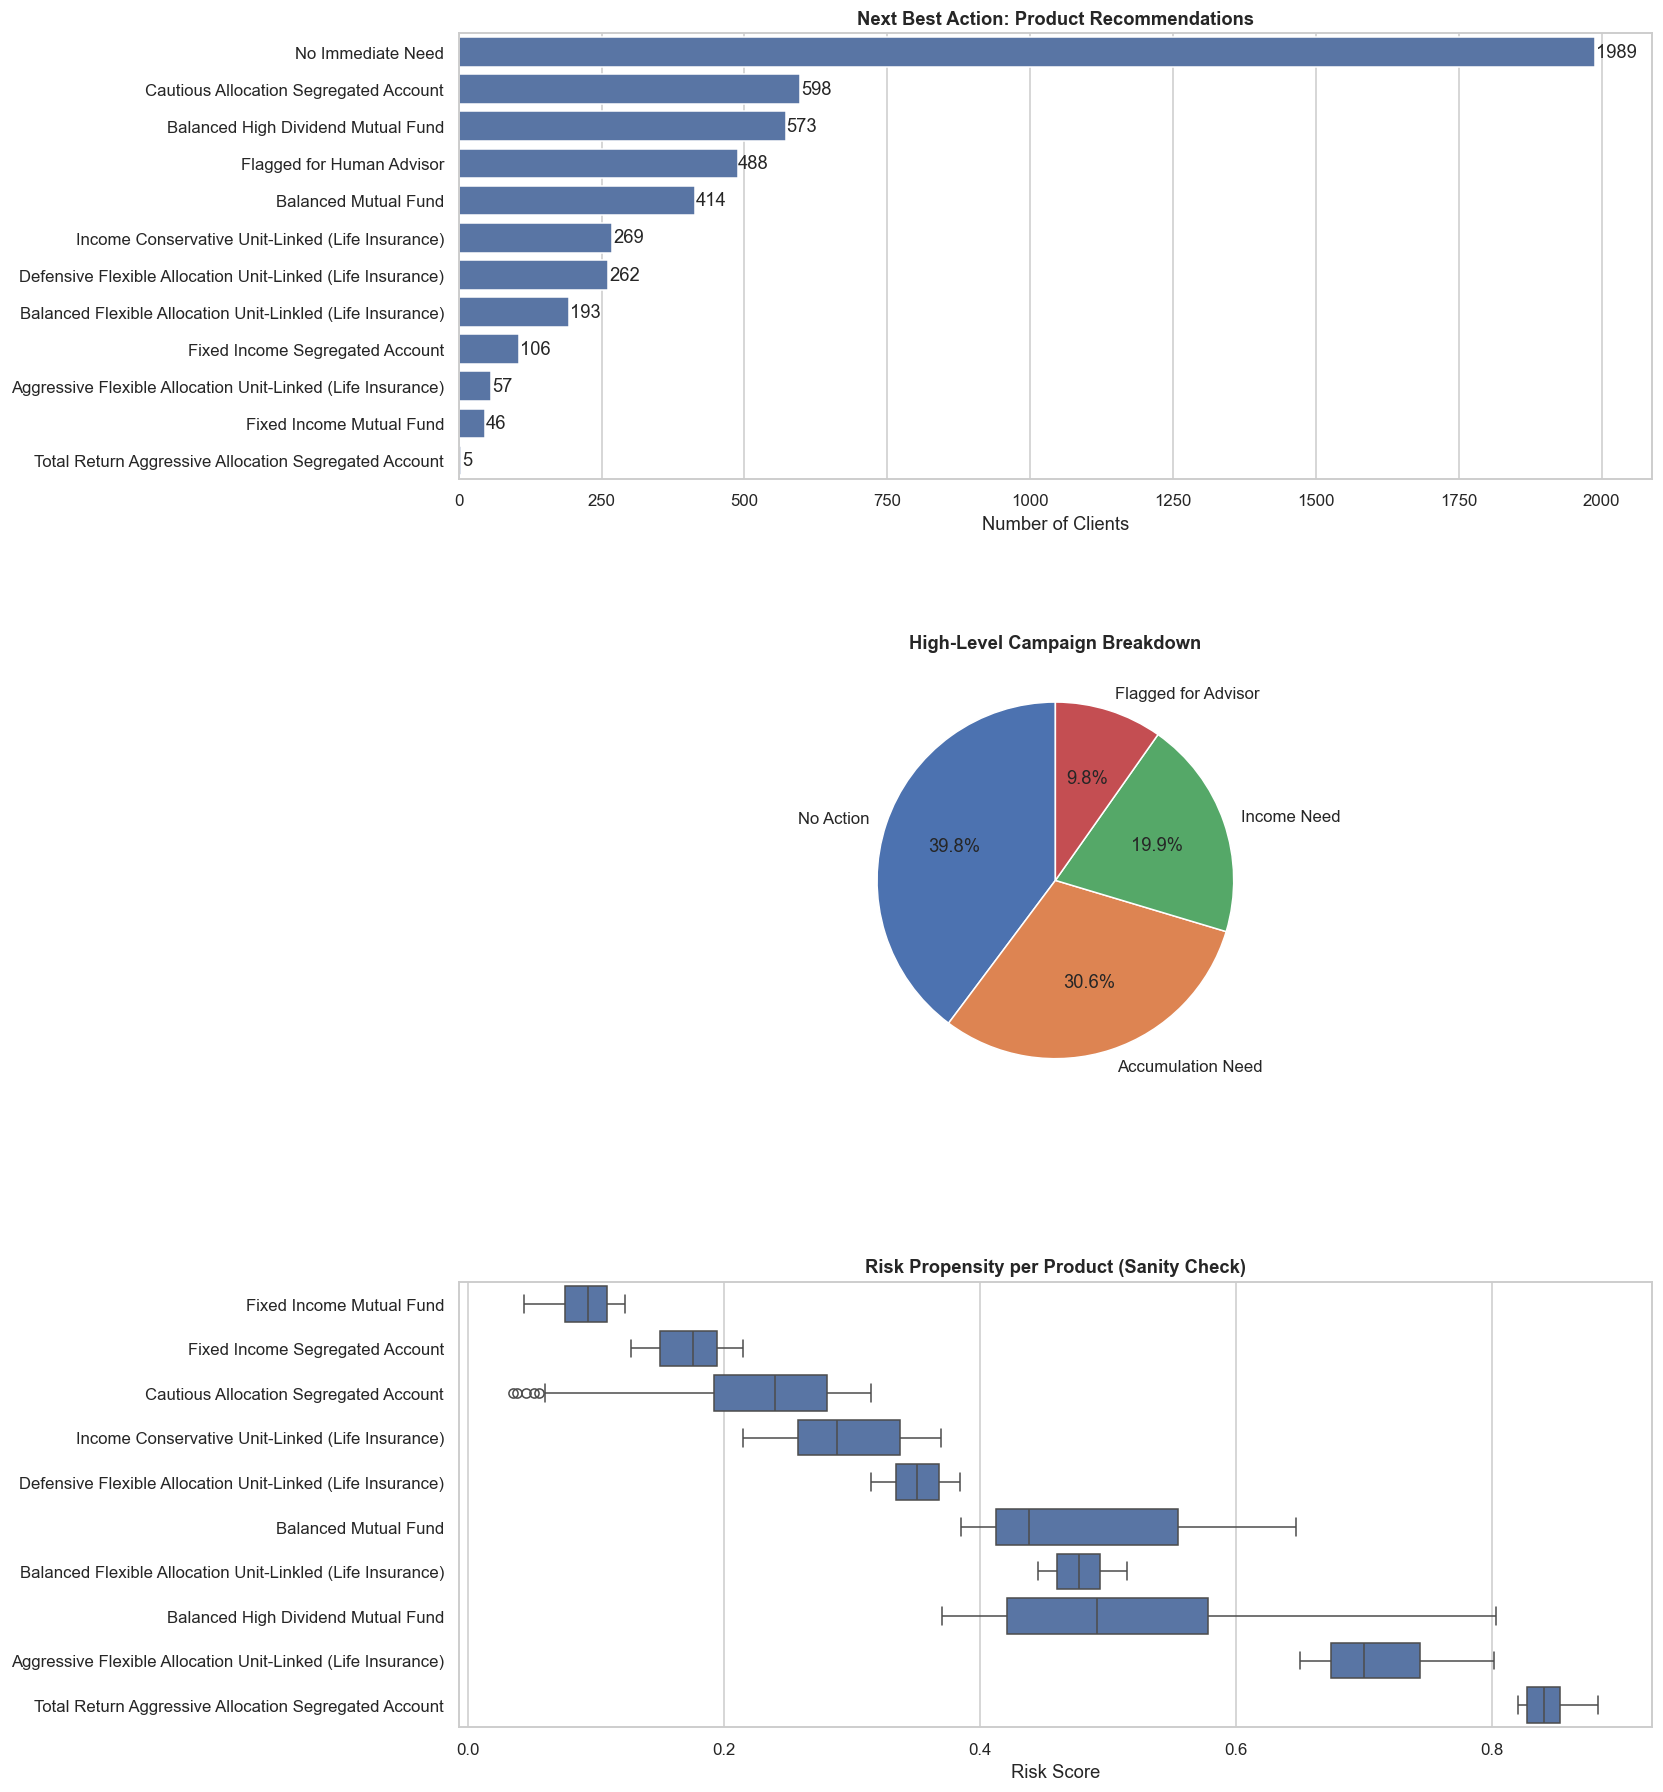 Next Best Action: Product Recommendations
No Immediate Need
1989
Cautious Allocation Segregated Account
598
Balanced High Dividend Mutual Fund
573
Flagged for Human Advisor
488
Balanced Mutual Fund
414
Income Conservative Unit-Linked (Life Insurance)
269
Defensive Flexible Allocation Unit-Linked (Life Insurance)
262
Balanced Flexible Allocation Unit-Linkled (Life Insurance)
193
Fixed Income Segregated Account
106
Aggressive Flexible Allocation Unit-Linked (Life Insurance)
57
Fixed Income Mutual Fund
46
Total Return Aggressive Allocation Segregated Account
5
0 250 500 750 1000 1250 1500 1750 2000
Number of Clients
High-Level Campaign Breakdown
Flagged for Advisor
9.8%
No Action
39.8%
Income Need
19.9%
30.6%
Accumulation Need
Risk Propensity per Product (Sanity Check)
Fixed Income Mutual Fund
Fixed Income Segregated Account
Cautious Allocation Segregated Account
Income Conservative Unit-Linked (Life Insurance)
Defensive Flexible Allocation Unit-Linked (Life Insurance)
Balanced Mutual Fund
Balanced Flexible Allocation Unit-Linkled (Life Insurance)
Balanced High Dividend Mutual Fund
Aggressive Flexible Allocation Unit-Linked (Life Insurance)
Total Return Aggressive Allocation Segregated Account
0.0 0.2 0.4 0.6 0.8
Risk Score